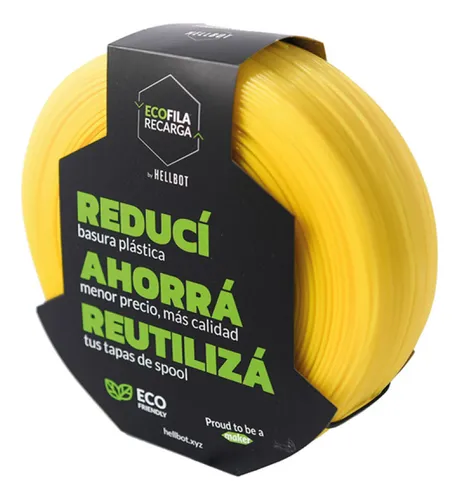 HELLBOT
ECOFILA
RECARGA
by HELLBOT
REDUCÍ
basura plástica
AHORRÁ
menor precio, más calidad
REUTILIZÁ
tus tapas de spool
ECO
FRIENDLY
Proud to be a
maker
hellbot.xyz